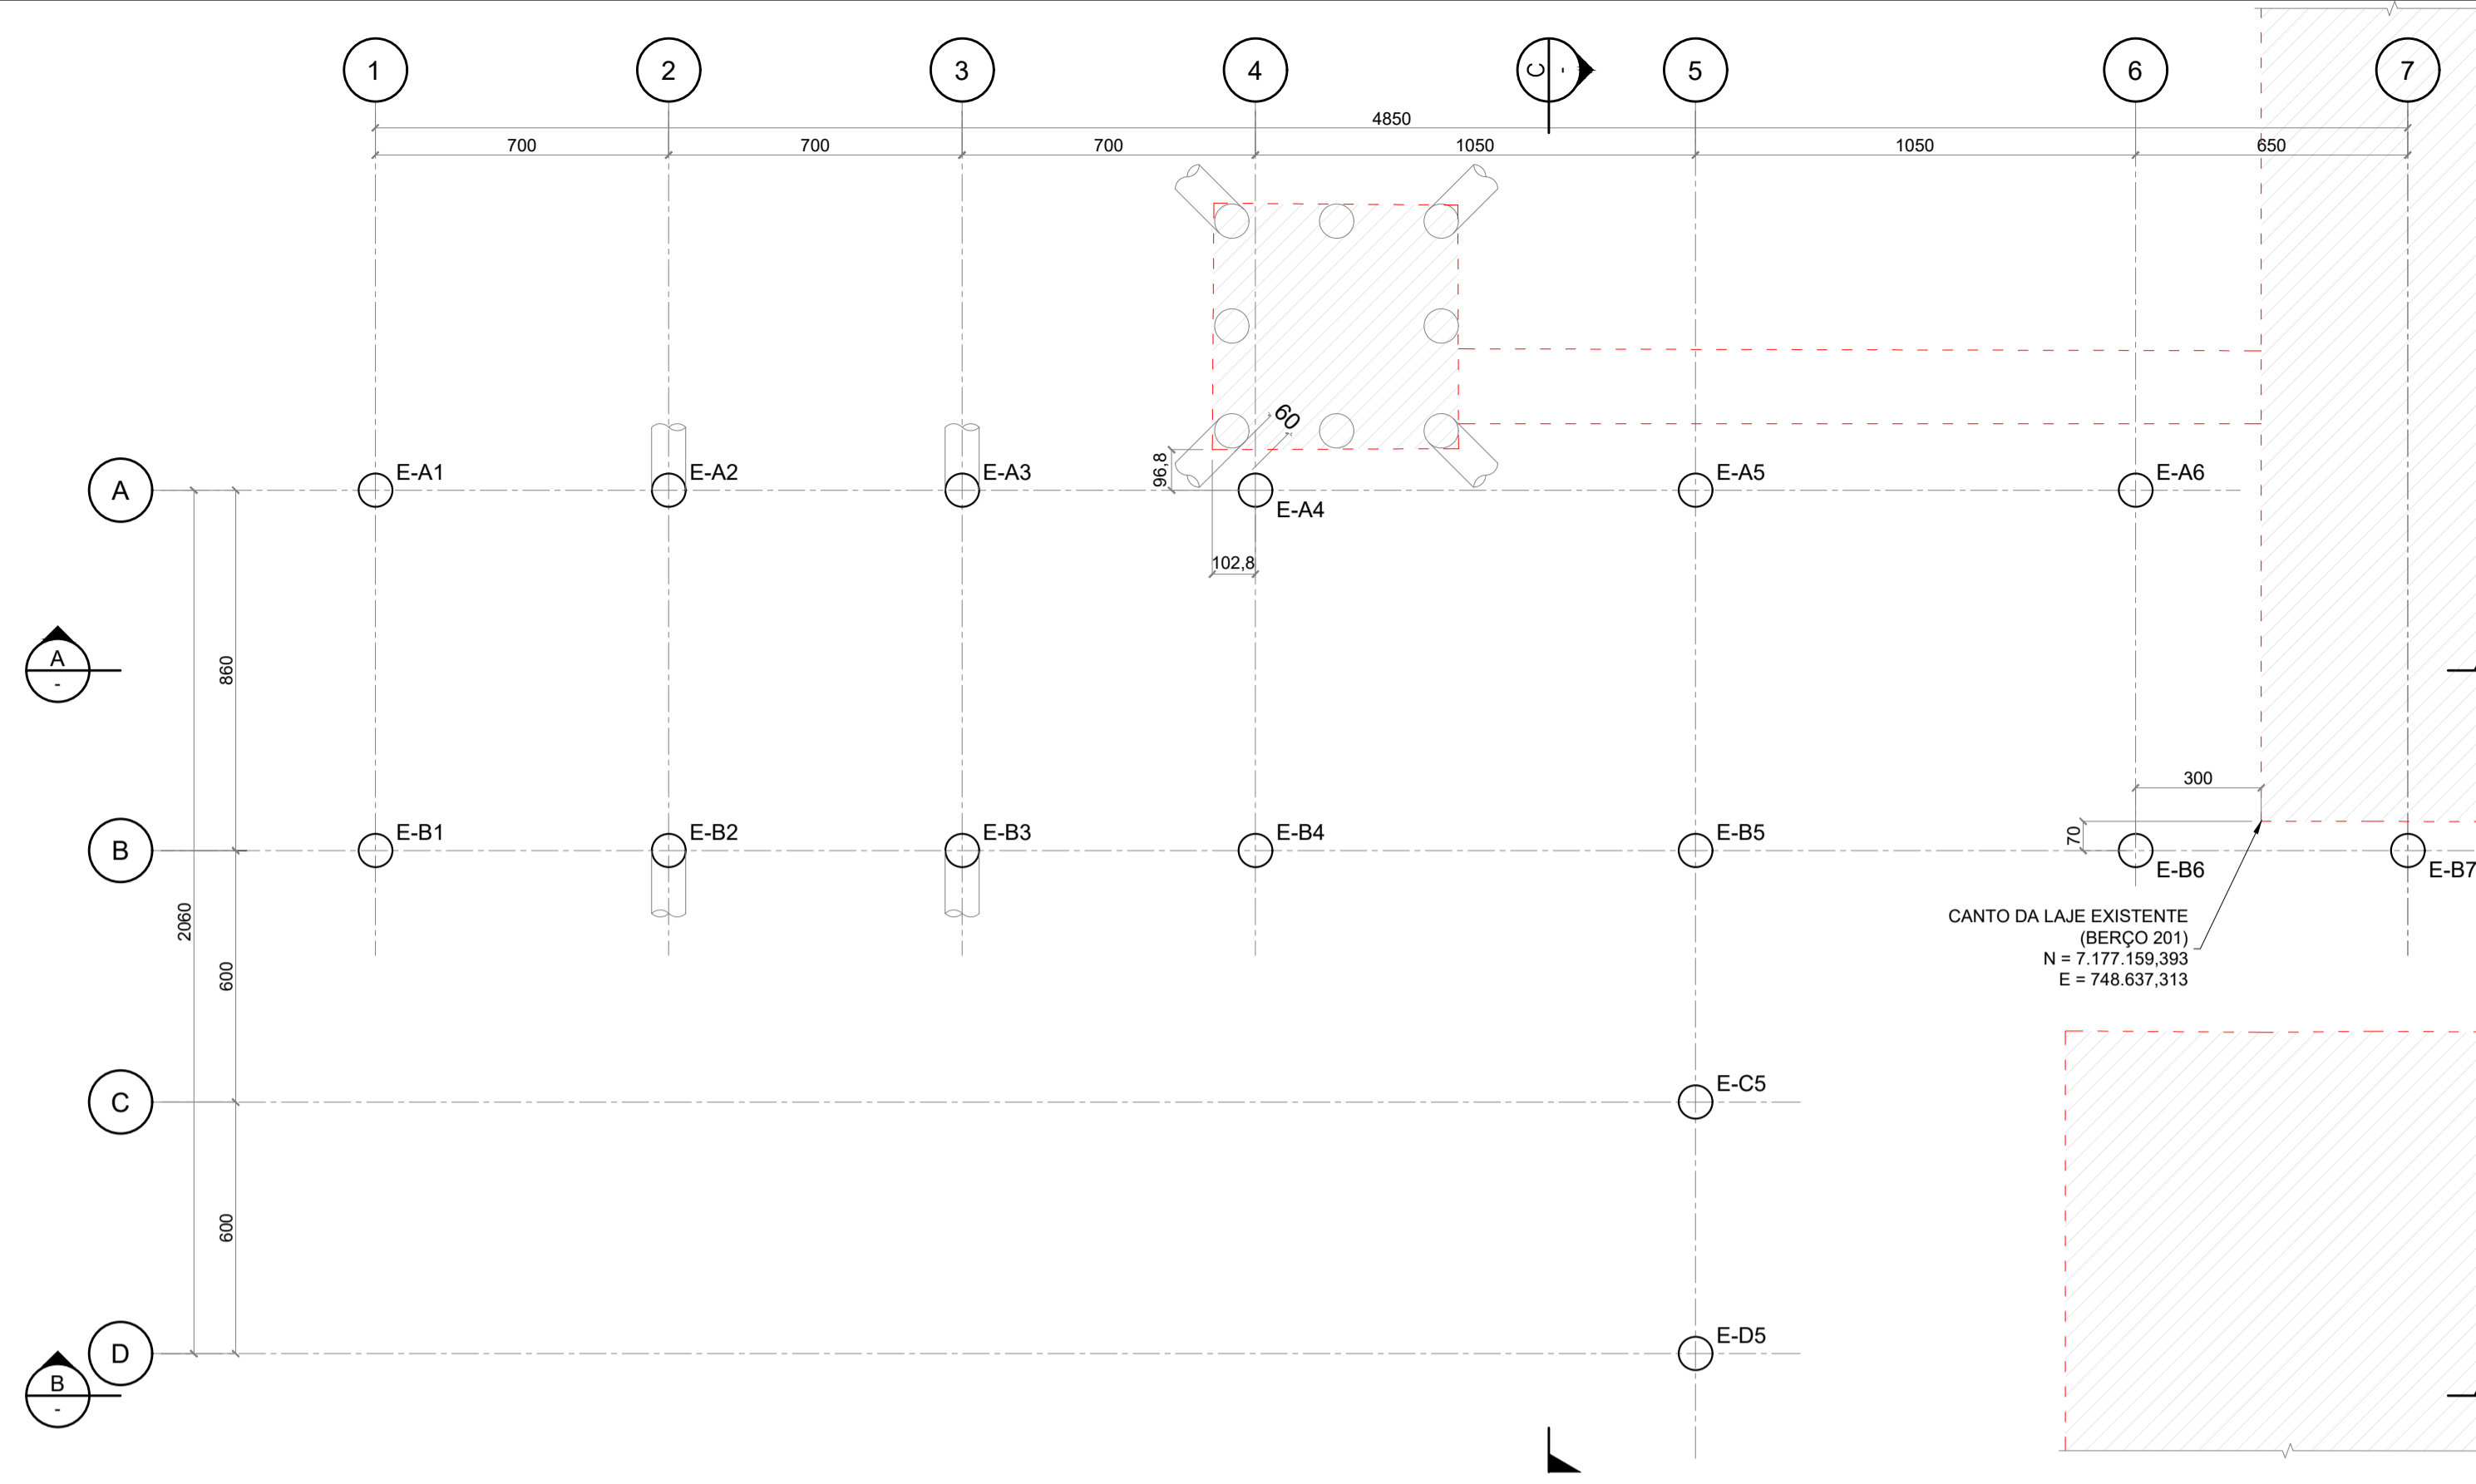 1
2
3
4
C
-
5
6
7
4850
700
700
700
1050
1050
650
60
96,8
A
E-A1
E-A2
E-A3
E-A4
E-A5
E-A6
102,8
A
-
860
300
70
B
E-B1
E-B2
E-B3
E-B4
E-B5
E-B6
E-B7
CANTO DA LAJE EXISTENTE
(BERÇO 201)
N = 7.177.159,393
E = 748.637,313
2060
600
C
E-C5
600
D
E-D5
B
-